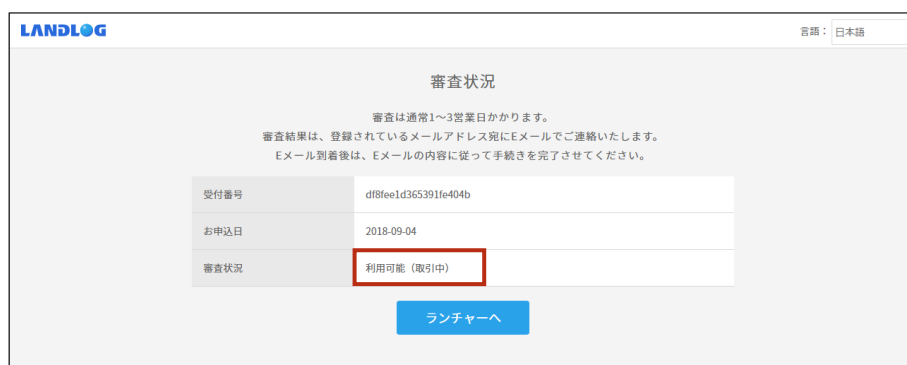 LANDLOG
言語： 日本語
審査状況
審査は通常1～3営業日かかります。
審査結果は、登録されているメールアドレス宛にEメールでご連絡いたします。
Eメール到着後は、Eメールの内容に従って手続きを完了させてください。
受付番号 df8fee1d365391fe404b
お申込日 2018-09-04
審査状況 利用可能（取引中）
ランチャーへ